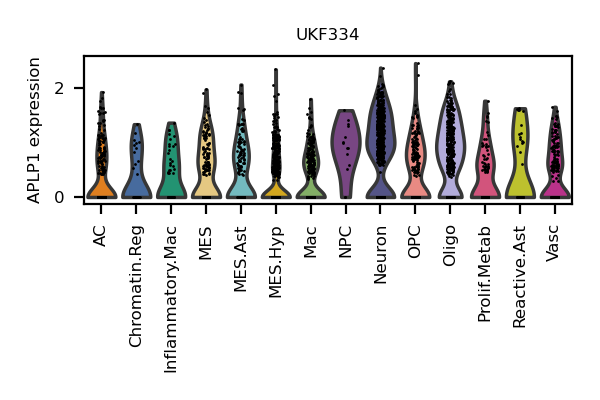 UKF334
APLP1 expression
2
0
AC
Chromatin.Reg
Inflammatory.Mac
MES
MES.Ast
MES.Hyp
Mac
NPC
Neuron
OPC
Oligo
Prolif.Metab
Reactive.Ast
Vasc